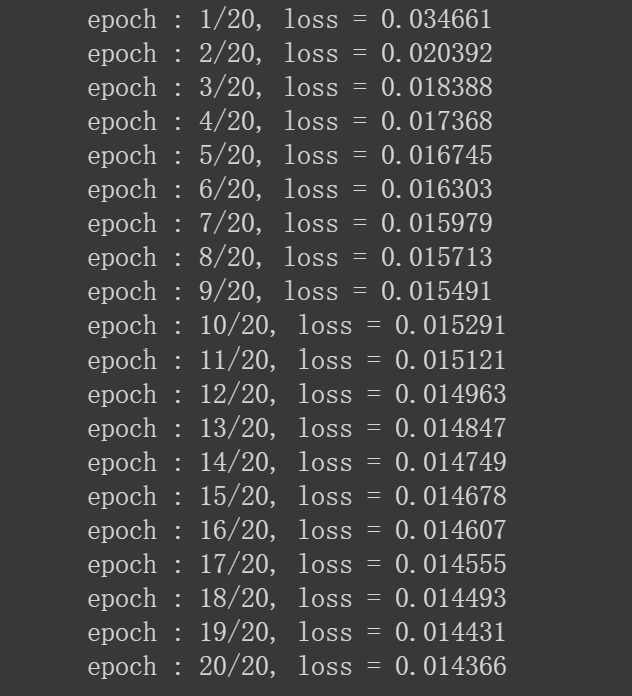 epoch : 1/20, loss = 0.034661
epoch : 2/20, loss = 0.020392
epoch : 3/20, loss = 0.018388
epoch : 4/20, loss = 0.017368
epoch : 5/20, loss = 0.016745
epoch : 6/20, loss = 0.016303
epoch : 7/20, loss = 0.015979
epoch : 8/20, loss = 0.015713
epoch : 9/20, loss = 0.015491
epoch : 10/20, loss = 0.015291
epoch : 11/20, loss = 0.015121
epoch : 12/20, loss = 0.014963
epoch : 13/20, loss = 0.014847
epoch : 14/20, loss = 0.014749
epoch : 15/20, loss = 0.014678
epoch : 16/20, loss = 0.014607
epoch : 17/20, loss = 0.014555
epoch : 18/20, loss = 0.014493
epoch : 19/20, loss = 0.014431
epoch : 20/20, loss = 0.014366